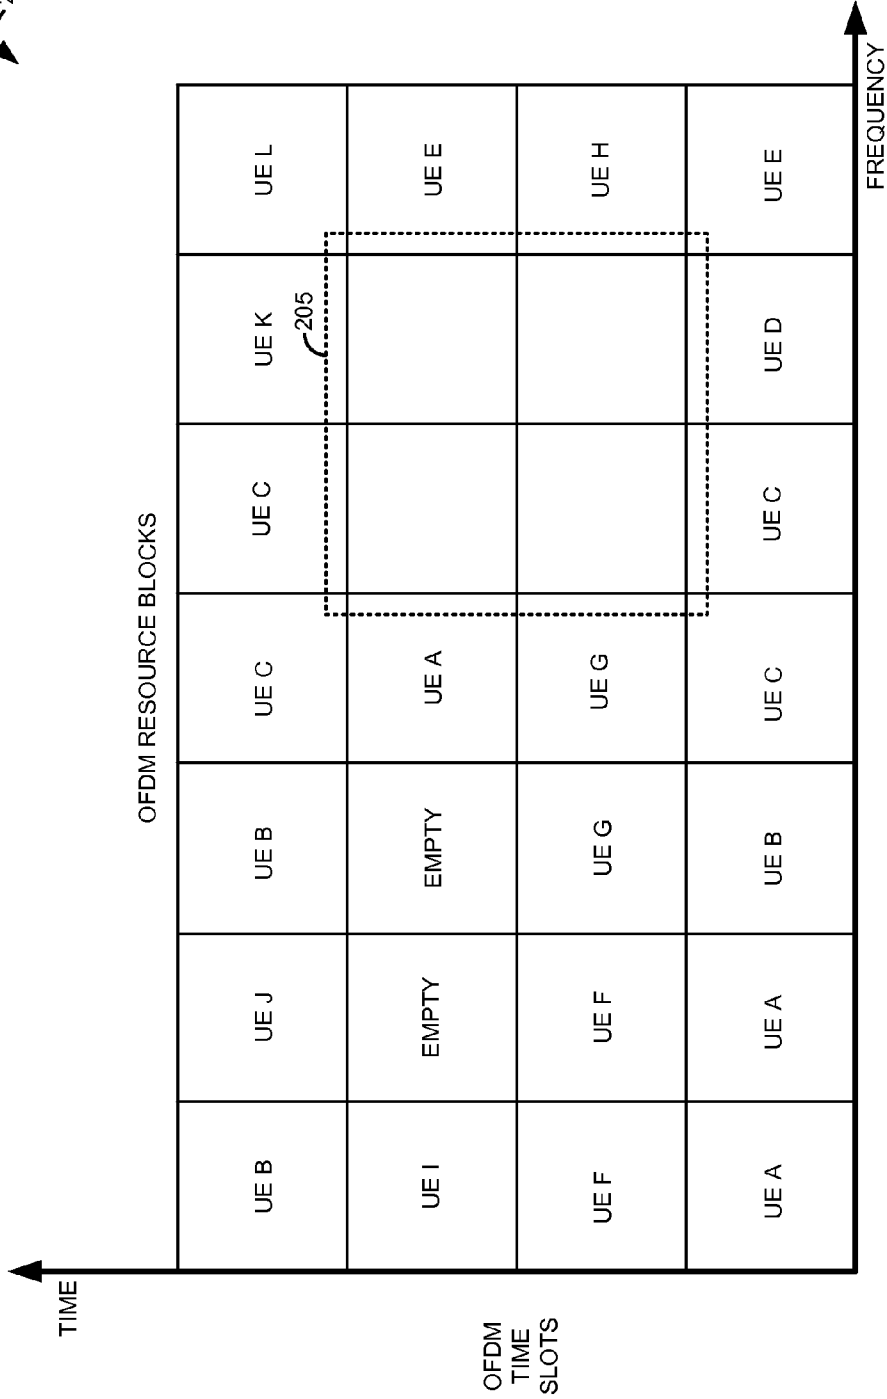 TIME
OFDM RESOURCE BLOCKS
UE B UE J UE B UE C UE C UE K UE L
205
UE I EMPTY EMPTY UE A UE E
OFDM
TIME
SLOTS
UE F UE F UE G UE G UE H
UE A UE A UE B UE C UE C UE D UE E
FREQUENCY